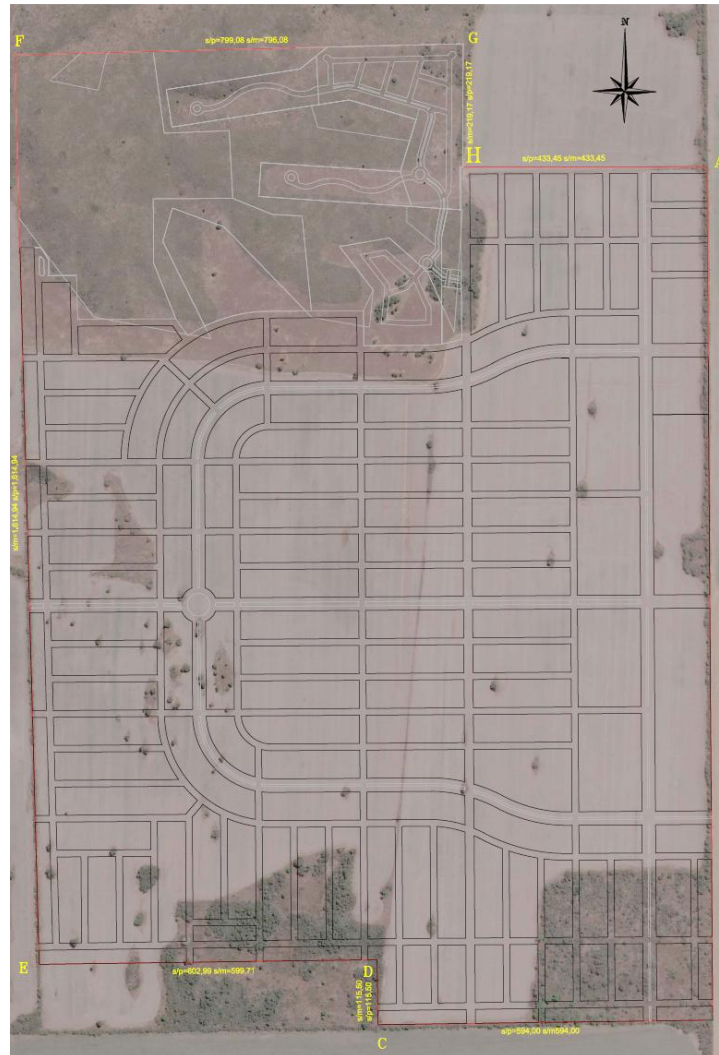 N
F
s/p=799,08 s/m=796,08
G
s/m=219,17 s/p=219,17
H
s/p=433,45 s/m=433,45
A
s/m=1,614,94 s/p=1,614,94
E
s/p=602,99 s/m=599,71
D
s/m=115,50
s/p=115,50
s/p=594,00 s/m594,00
C